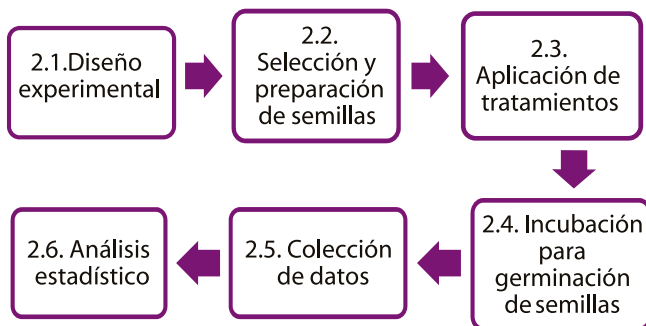 2.1.Diseño
experimental
2.2.
Selección y
preparación
de semillas
2.3.
Aplicación de
tratamientos
2.4. Incubación
para
germinación
de semillas
2.5. Colección
de datos
2.6. Análisis
estadístico